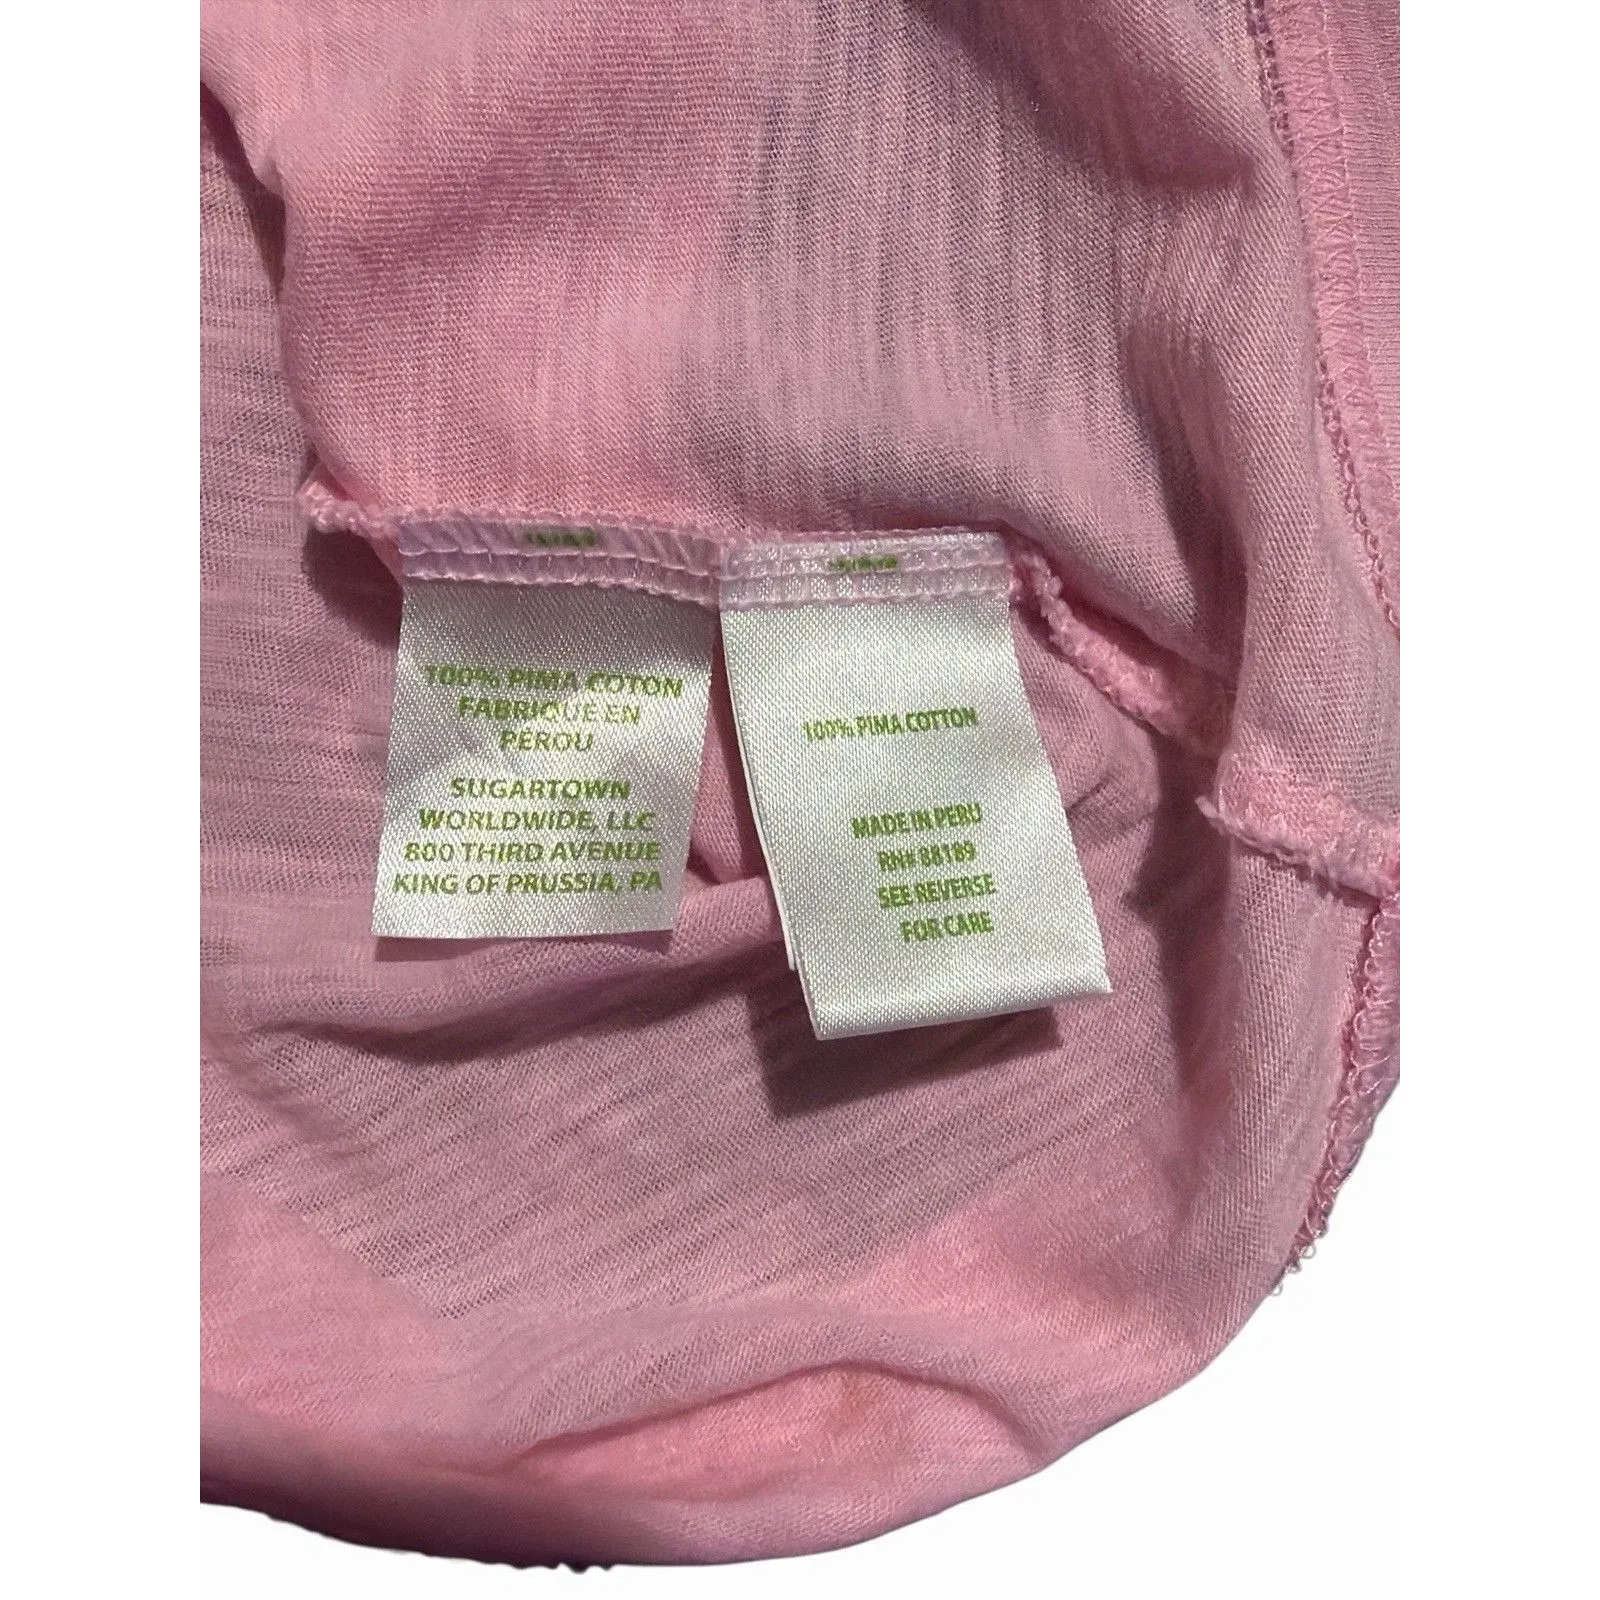 100% PIMA COTON
FABRIQUE EN
PÉROU
SUGARTOWN
WORLDWIDE, LLC
800 THIRD AVENUE
KING OF PRUSSIA, PA
100% PIMA COTTON
MADE IN PERU
RN# 88189
SEE REVERSE
FOR CARE